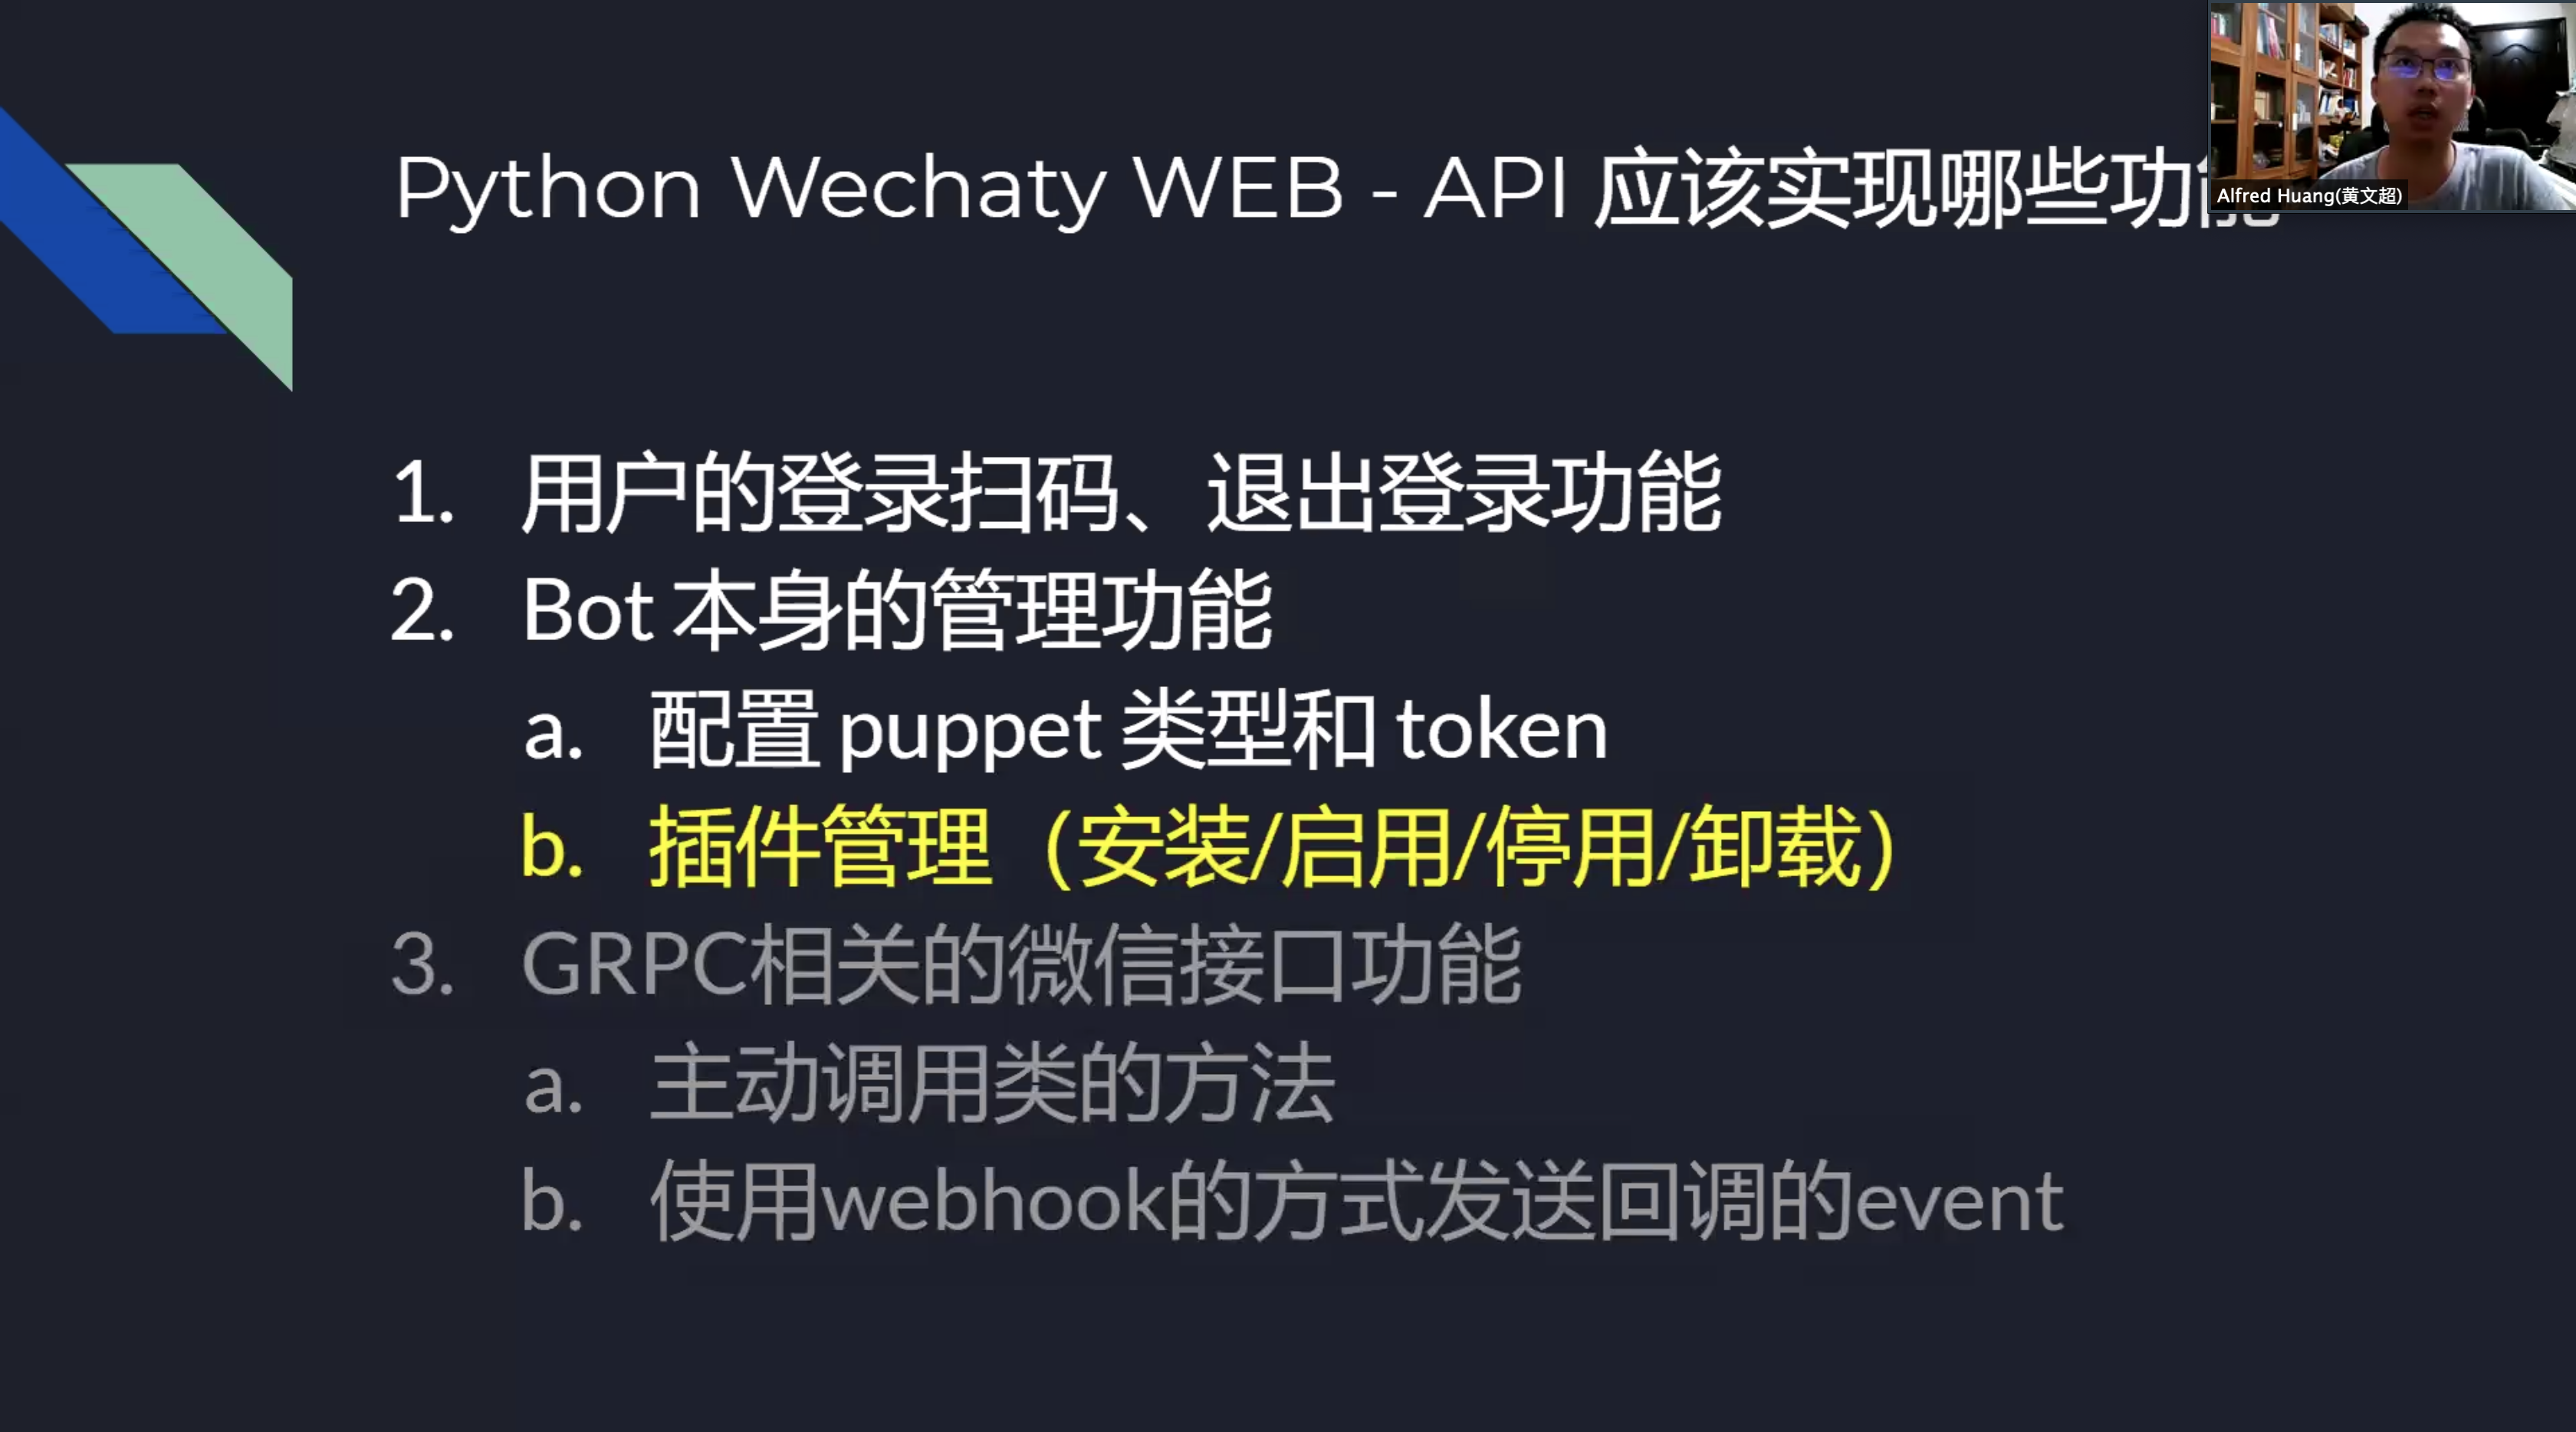 Python Wechaty WEB - API 应该实现哪些功能
Alfred Huang(黄文超)
1. 用户的登录扫码、退出登录功能
2. Bot 本身的管理功能
a. 配置 puppet 类型和 token
b. 插件管理（安装/启用/停用/卸载）
3. GRPC相关的微信接口功能
a. 主动调用类的方法
b. 使用webhook的方式发送回调的event